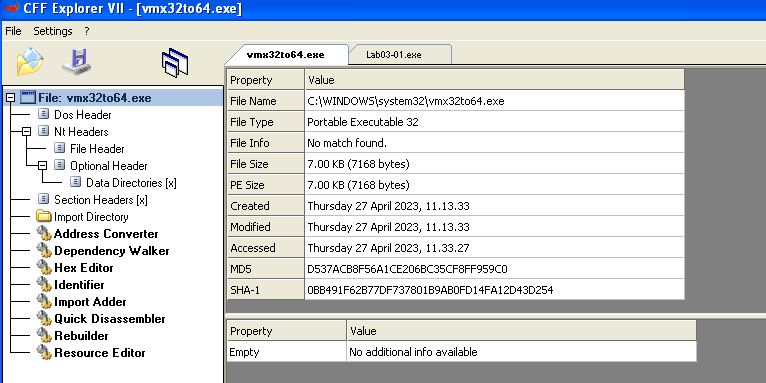 CFF Explorer VII - [vmx32to64.exe]
File Settings ?
vmx32to64.exe Lab03-01.exe
File: vmx32to64.exe
Dos Header
Nt Headers
File Header
Optional Header
Data Directories [x]
Section Headers [x]
Import Directory
Address Converter
Dependency Walker
Hex Editor
Identifier
Import Adder
Quick Disassembler
Rebuilder
Resource Editor
Property Value
File Name C:\WINDOWS\system32\vmx32to64.exe
File Type Portable Executable 32
File Info No match found.
File Size 7.00 KB (7168 bytes)
PE Size 7.00 KB (7168 bytes)
Created Thursday 27 April 2023, 11.13.33
Modified Thursday 27 April 2023, 11.13.33
Accessed Thursday 27 April 2023, 11.33.27
MD5 D537ACB8F56A1CE206BC35CF8FF959C0
SHA-1 0BB491F62B77DF737801B9AB0FD14FA12D43D254
Property Value
Empty No additional info available